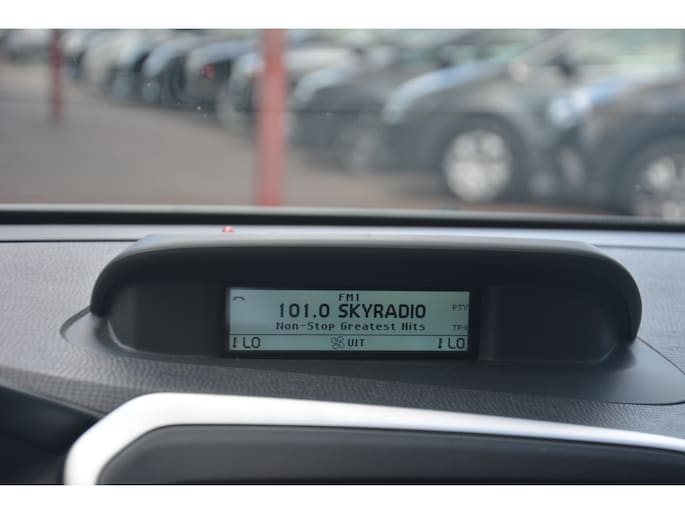 FM1
101.0 SKYRADIO PTY
Non-Stop Greatest Hits TP
LO UIT LO